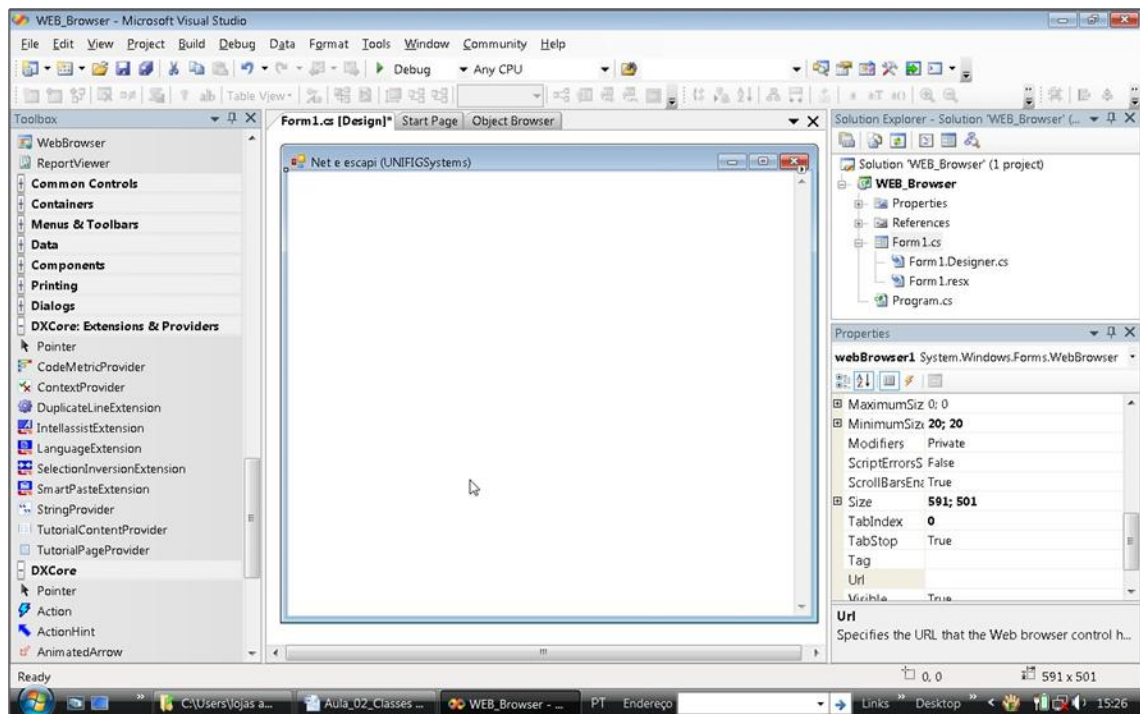 WEB_Browser - Microsoft Visual Studio
File Edit View Project Build Debug Data Format Tools Window Community Help
Debug Any CPU
ab Table View
Toolbox
WebBrowser
ReportViewer
Common Controls
Containers
Menus & Toolbars
Data
Components
Printing
Dialogs
DXCore: Extensions & Providers
Pointer
CodeMetricProvider
ContextProvider
DuplicateLineExtension
IntellassistExtension
LanguageExtension
SelectionInversionExtension
SmartPasteExtension
StringProvider
TutorialContentProvider
TutorialPageProvider
DXCore
Pointer
Action
ActionHint
AnimatedArrow
Form1.cs [Design]* Start Page Object Browser
Net e escapi (UNIFIGSystems)
Solution Explorer - Solution 'WEB_Browser' (...
Solution 'WEB_Browser' (1 project)
WEB_Browser
Properties
References
Form1.cs
Form1.Designer.cs
Form1.resx
Program.cs
Properties
webBrowser1 System.Windows.Forms.WebBrowser
MaximumSiz 0; 0
MinimumSize 20; 20
Modifiers Private
ScriptErrorsS False
ScrollBarsEna True
Size 591; 501
TabIndex 0
TabStop True
Tag
Url
Visible True
Url
Specifies the URL that the Web browser control h...
Ready 0, 0 591 x 501
C:\Users\lojas a... Aula_02_Classes ... WEB_Browser - ... PT Endereço Links Desktop 15:26